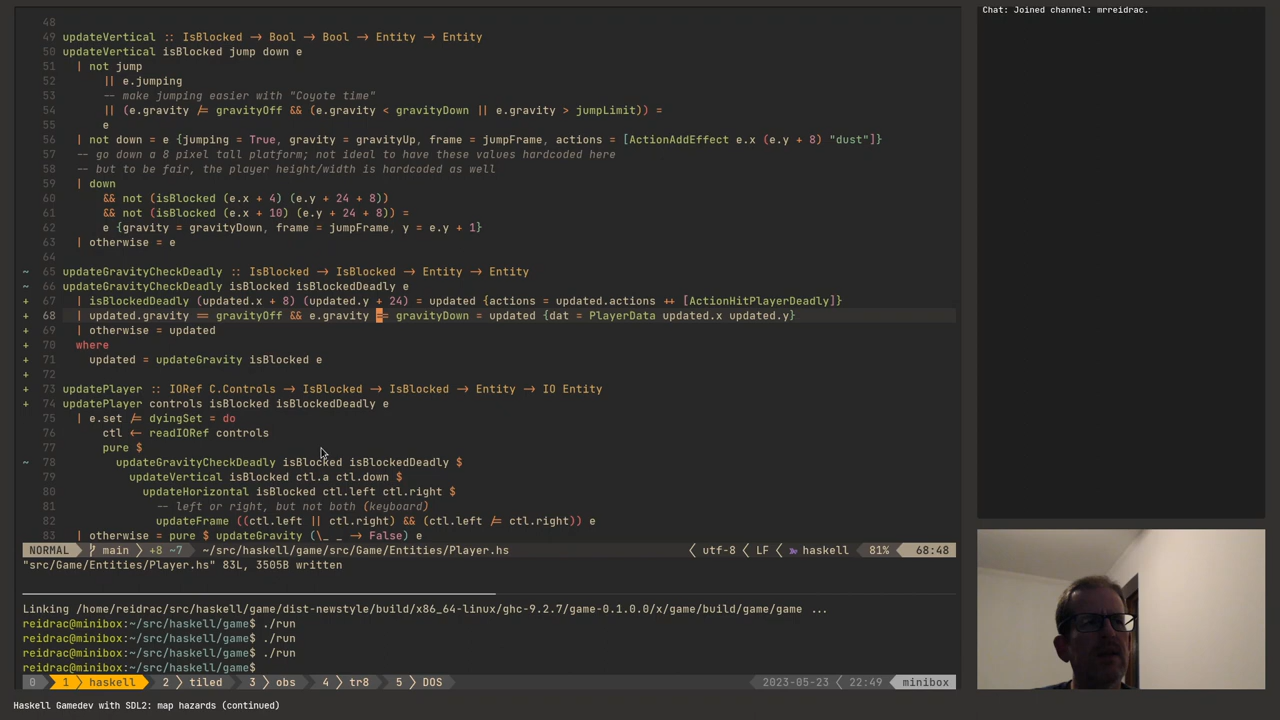 Chat: Joined channel: mrreidrac.
48
49 updateVertical :: IsBlocked → Bool → Bool → Entity → Entity
50 updateVertical isBlocked jump down e
51 | not jump
52 || e.jumping
53 -- make jumping easier with "Coyote time"
54 || (e.gravity /= gravityOff && (e.gravity < gravityDown || e.gravity > jumpLimit)) =
55 e
56 | not down = e {jumping = True, gravity = gravityUp, frame = jumpFrame, actions = [ActionAddEffect e.x (e.y + 8) "dust"]}
57 -- go down a 8 pixel tall platform; not ideal to have these values hardcoded here
58 -- but to be fair, the player height/width is hardcoded as well
59 | down
60 && not (isBlocked (e.x + 4) (e.y + 24 + 8))
61 && not (isBlocked (e.x + 10) (e.y + 24 + 8)) =
62 e {gravity = gravityDown, frame = jumpFrame, y = e.y + 1}
63 | otherwise = e
64
~ 65 updateGravityCheckDeadly :: IsBlocked → IsBlocked → Entity → Entity
~ 66 updateGravityCheckDeadly isBlocked isBlockedDeadly e
+ 67 | isBlockedDeadly (updated.x + 8) (updated.y + 24) = updated {actions = updated.actions ++ [ActionHitPlayerDeadly]}
+ 68 | updated.gravity == gravityOff && e.gravity == gravityDown = updated {dat = PlayerData updated.x updated.y}
+ 69 | otherwise = updated
+ 70 where
+ 71 updated = updateGravity isBlocked e
+ 72
+ 73 updatePlayer :: IORef C.Controls → IsBlocked → IsBlocked → Entity → IO Entity
+ 74 updatePlayer controls isBlocked isBlockedDeadly e
75 | e.set /= dyingSet = do
76 ctl ← readIORef controls
77 pure $
~ 78 updateGravityCheckDeadly isBlocked isBlockedDeadly $
79 updateVertical isBlocked ctl.a ctl.down $
80 updateHorizontal isBlocked ctl.left ctl.right $
81 -- left or right, but not both (keyboard)
82 updateFrame ((ctl.left || ctl.right) && (ctl.left /= ctl.right)) e
83 | otherwise = pure $ updateGravity (\_ _ → False) e
NORMAL main +8 ~7 ~/src/haskell/game/src/Game/Entities/Player.hs utf-8 LF haskell 81% 68:48
"src/Game/Entities/Player.hs" 83L, 3505B written
Linking /home/reidrac/src/haskell/game/dist-newstyle/build/x86_64-linux/ghc-9.2.7/game-0.1.0.0/x/game/build/game/game ...
reidrac@minibox:~/src/haskell/game$ ./run
reidrac@minibox:~/src/haskell/game$ ./run
reidrac@minibox:~/src/haskell/game$ ./run
reidrac@minibox:~/src/haskell/game$
0 1 haskell 2 tiled 3 obs 4 tr8 5 DOS 2023-05-23 22:49 minibox
Haskell Gamedev with SDL2: map hazards (continued)